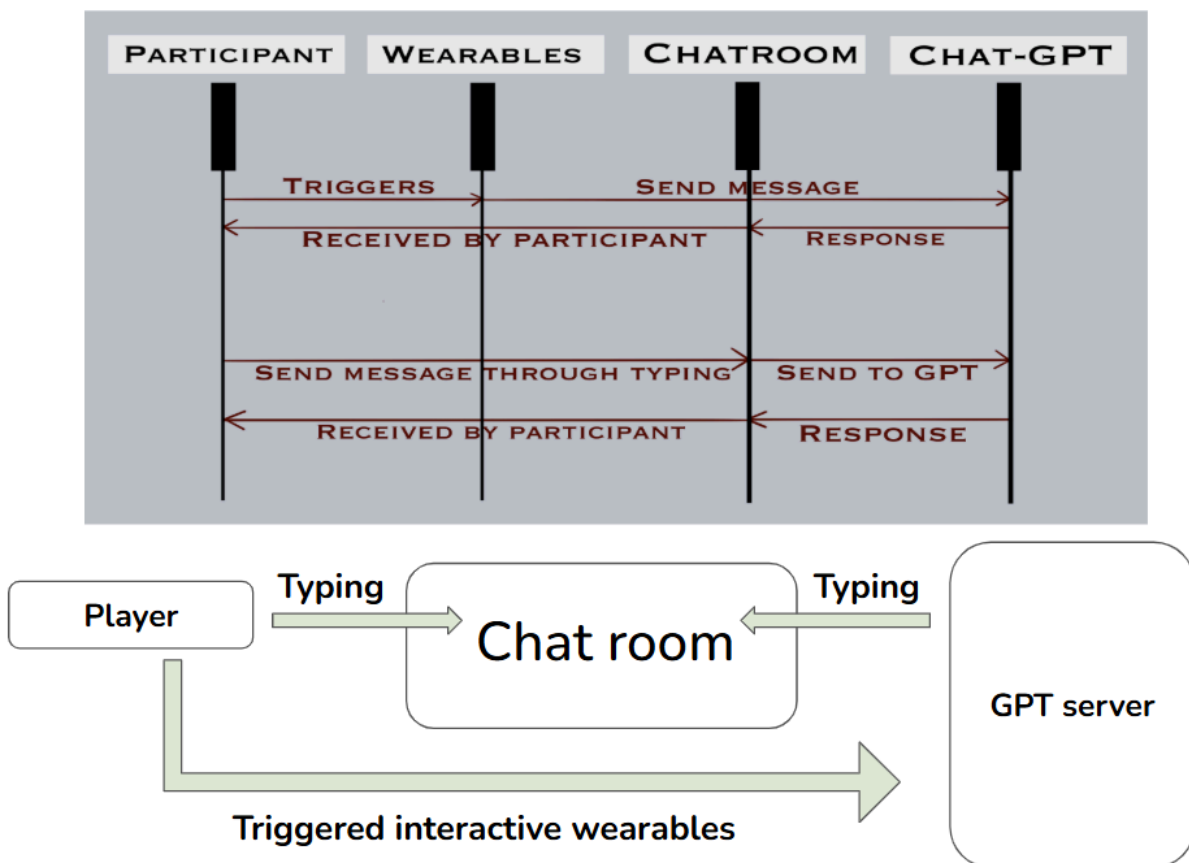 PARTICIPANT
WEARABLES
CHATROOM
CHAT-GPT
TRIGGERS
SEND MESSAGE
RECEIVED BY PARTICIPANT
RESPONSE
SEND MESSAGE THROUGH TYPING
SEND TO GPT
RECEIVED BY PARTICIPANT
RESPONSE
Player
Typing
Chat room
Typing
GPT server
Triggered interactive wearables